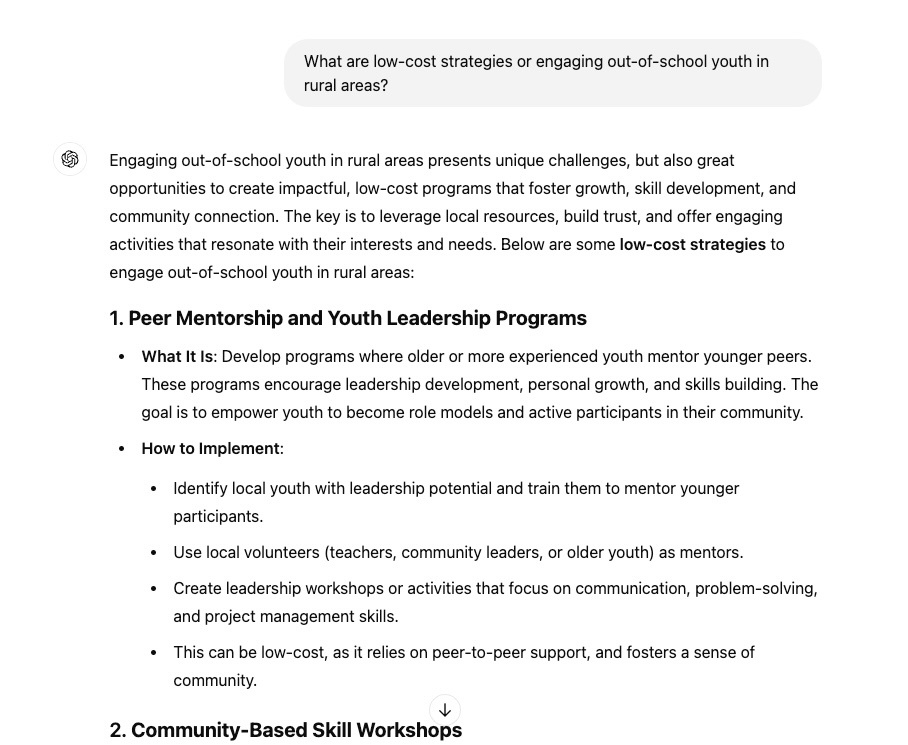 What are low-cost strategies or engaging out-of-school youth in
rural areas?
Engaging out-of-school youth in rural areas presents unique challenges, but also great
opportunities to create impactful, low-cost programs that foster growth, skill development, and
community connection. The key is to leverage local resources, build trust, and offer engaging
activities that resonate with their interests and needs. Below are some low-cost strategies to
engage out-of-school youth in rural areas:
1. Peer Mentorship and Youth Leadership Programs
• What It Is: Develop programs where older or more experienced youth mentor younger peers.
These programs encourage leadership development, personal growth, and skills building. The
goal is to empower youth to become role models and active participants in their community.
• How to Implement:
• Identify local youth with leadership potential and train them to mentor younger
participants.
• Use local volunteers (teachers, community leaders, or older youth) as mentors.
• Create leadership workshops or activities that focus on communication, problem-solving,
and project management skills.
• This can be low-cost, as it relies on peer-to-peer support, and fosters a sense of
community.
2. Community-Based Skill Workshops